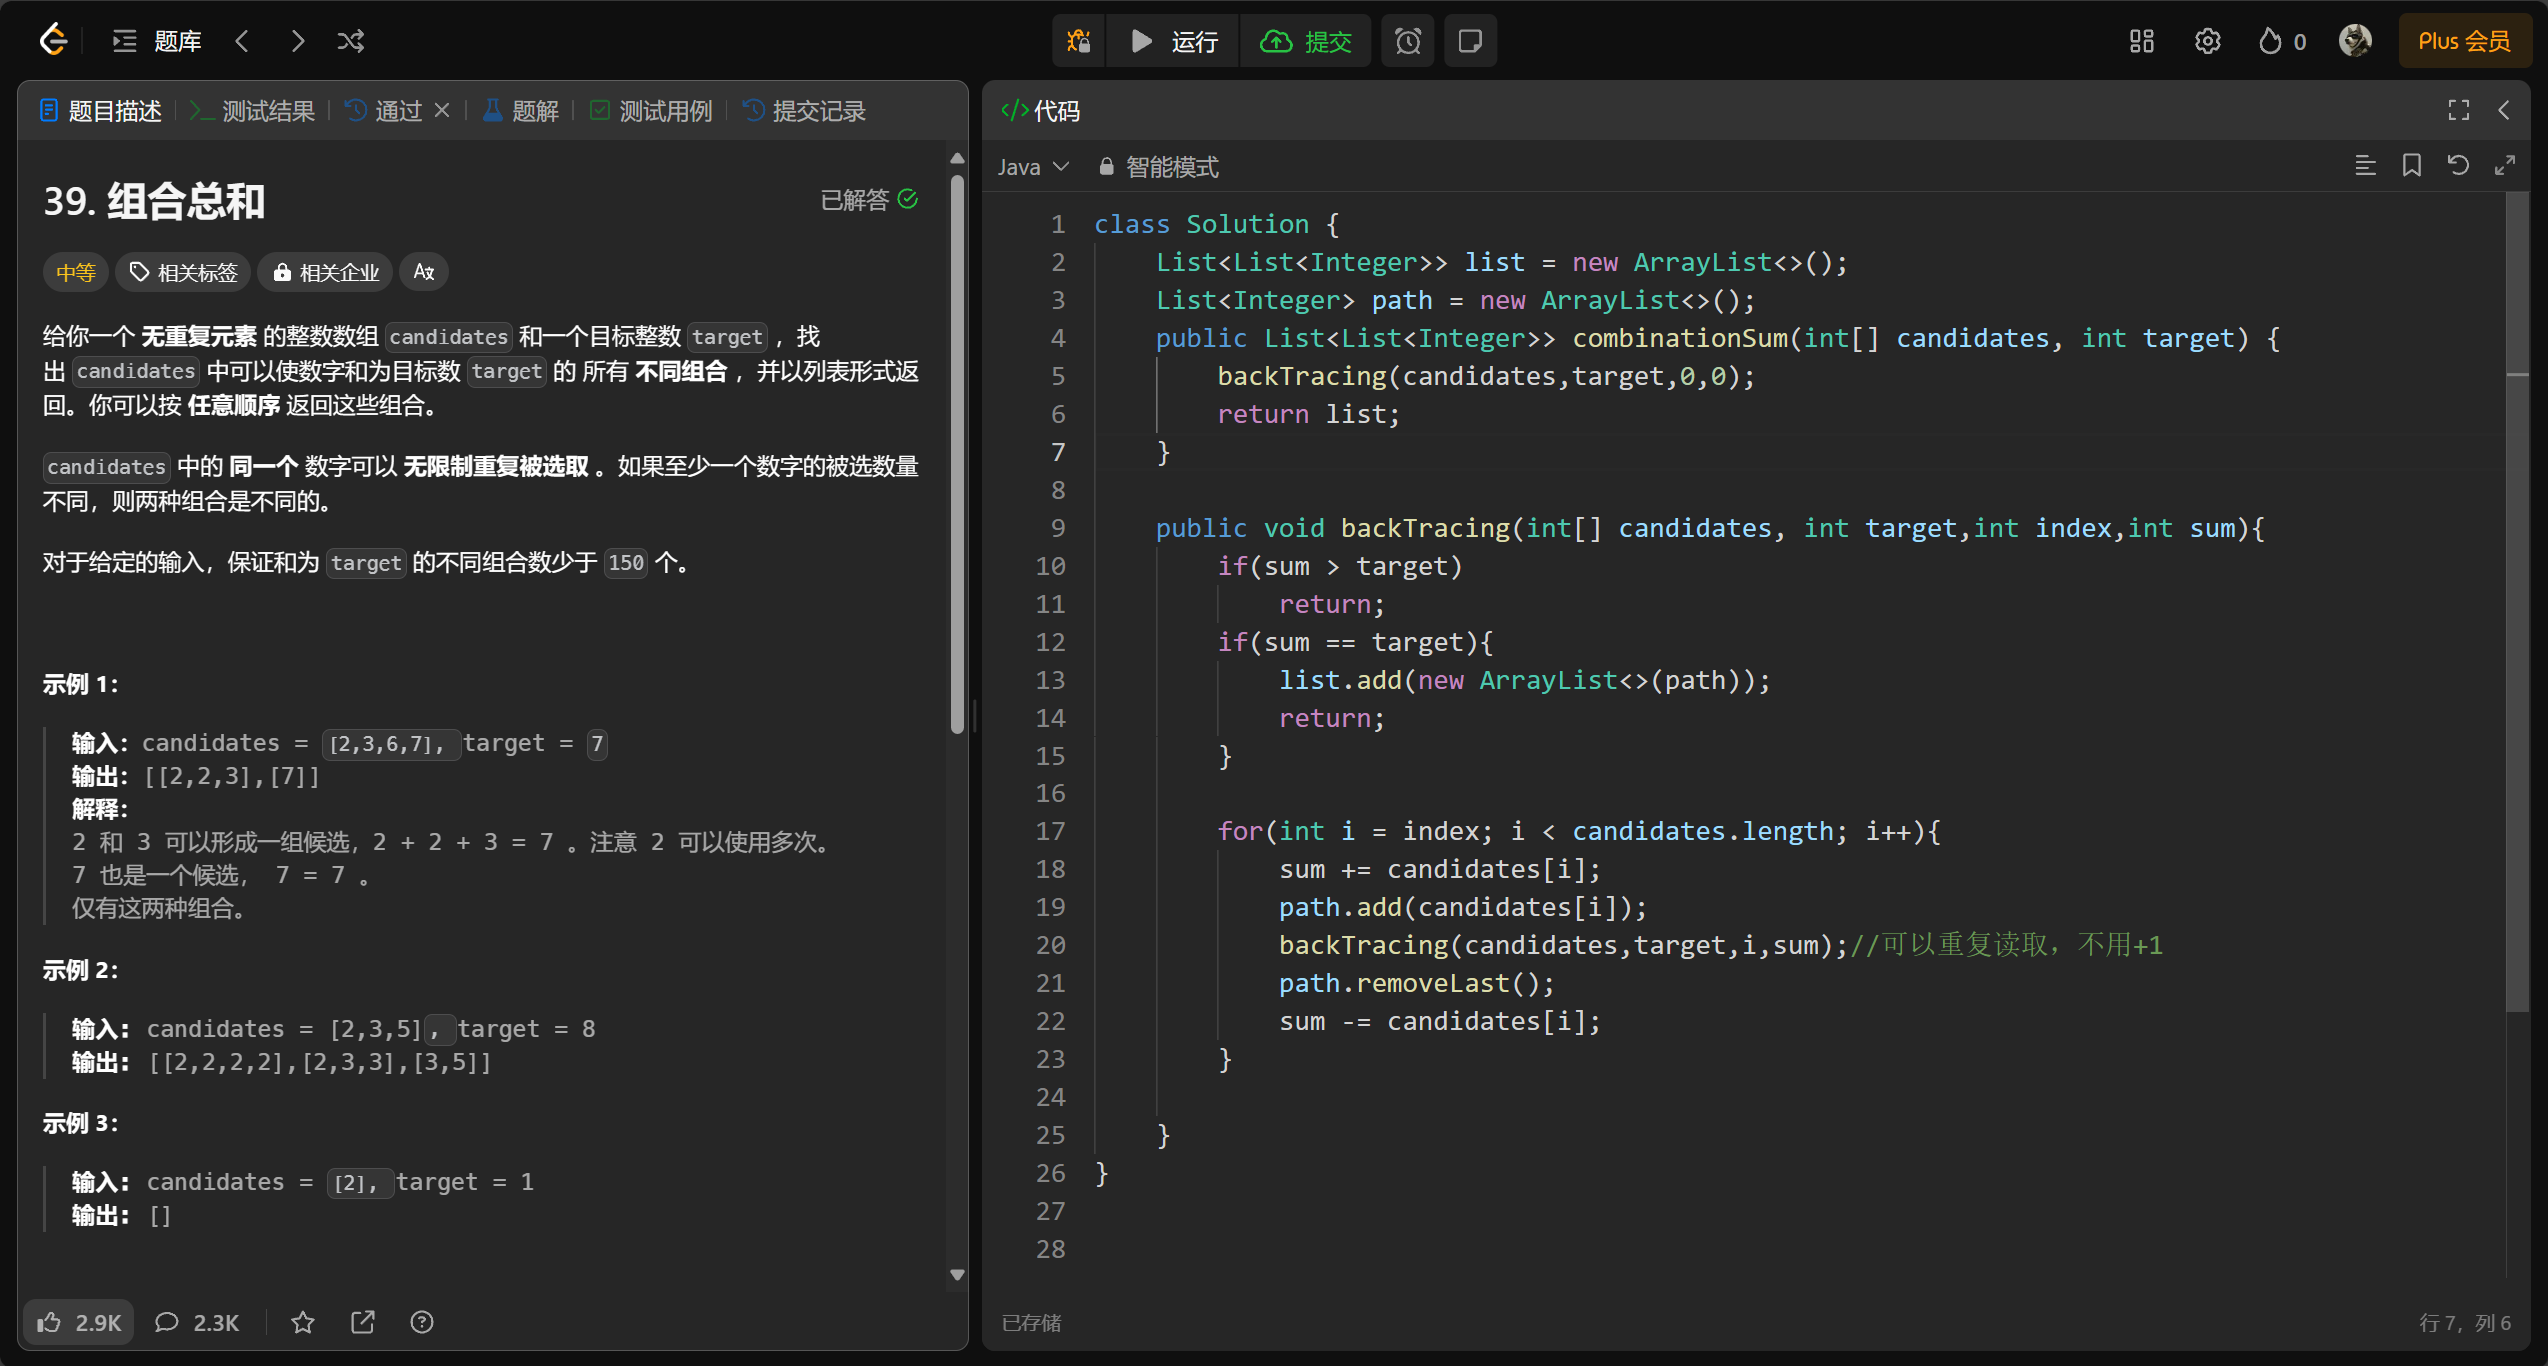 题库
运行
提交
0
Plus 会员
题目描述
测试结果
通过
题解
测试用例
提交记录
39. 组合总和
已解答
中等
相关标签
相关企业
给你一个 无重复元素 的整数数组 candidates 和一个目标整数 target ，找
出 candidates 中可以使数字和为目标数 target 的 所有 不同组合 ，并以列表形式返
回。你可以按 任意顺序 返回这些组合。
candidates 中的 同一个 数字可以 无限制重复被选取 。如果至少一个数字的被选数量
不同，则两种组合是不同的。
对于给定的输入，保证和为 target 的不同组合数少于 150 个。
示例 1：
输入：candidates = [2,3,6,7], target = 7
输出：[[2,2,3],[7]]
解释：
2 和 3 可以形成一组候选，2 + 2 + 3 = 7 。注意 2 可以使用多次。
7 也是一个候选， 7 = 7 。
仅有这两种组合。
示例 2：
输入: candidates = [2,3,5], target = 8
输出: [[2,2,2,2],[2,3,3],[3,5]]
示例 3：
输入: candidates = [2], target = 1
输出: []
2.9K
2.3K
代码
Java
智能模式
1 class Solution {
2     List<List<Integer>> list = new ArrayList<>();
3     List<Integer> path = new ArrayList<>();
4     public List<List<Integer>> combinationSum(int[] candidates, int target) {
5         backTracing(candidates,target,0,0);
6         return list;
7     }
8
9     public void backTracing(int[] candidates, int target,int index,int sum){
10         if(sum > target)
11             return;
12         if(sum == target){
13             list.add(new ArrayList<>(path));
14             return;
15         }
16
17         for(int i = index; i < candidates.length; i++){
18             sum += candidates[i];
19             path.add(candidates[i]);
20             backTracing(candidates,target,i,sum);//可以重复读取，不用+1
21             path.removeLast();
22             sum -= candidates[i];
23         }
24
25     }
26 }
27
28
已存储
行 7，列 6